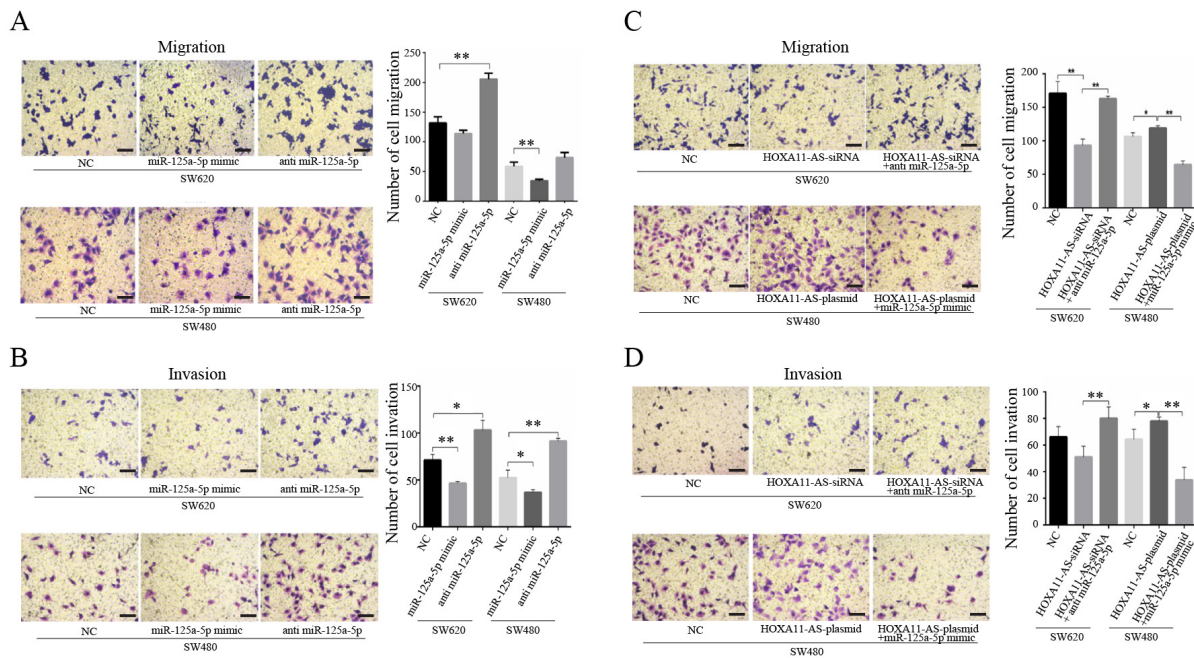 A
Migration
NC
miR-125a-5p mimic
anti miR-125a-5p
SW620
NC
miR-125a-5p mimic
anti miR-125a-5p
SW480
Number of cell migration
250
200
150
100
50
0
**
**
NC
miR-125a-5p mimic
anti miR-125a-5p
NC
miR-125a-5p mimic
anti miR-125a-5p
SW620
SW480
C
Migration
NC
HOXA11-AS-siRNA
HOXA11-AS-siRNA
+anti miR-125a-5p
SW620
NC
HOXA11-AS-plasmid
HOXA11-AS-plasmid
+miR-125a-5p mimic
SW480
Number of cell migration
200
150
100
50
0
**
**
*
**
NC
HOXA11-AS-siRNA
HOXA11-AS-siRNA
+ anti miR-125a-5p
NC
HOXA11-AS-plasmid
HOXA11-AS-plasmid
+miR-125a-5p mimic
SW620
SW480
B
Invasion
NC
miR-125a-5p mimic
anti miR-125a-5p
SW620
NC
miR-125a-5p mimic
anti miR-125a-5p
SW480
Number of cell invation
150
100
50
0
**
*
*
**
NC
miR-125a-5p mimic
anti miR-125a-5p
NC
miR-125a-5p mimic
anti miR-125a-5p
SW620
SW480
D
Invasion
NC
HOXA11-AS-siRNA
HOXA11-AS-siRNA
+anti miR-125a-5p
SW620
NC
HOXA11-AS-plasmid
HOXA11-AS-plasmid
+miR-125a-5p mimic
SW480
Number of cell invation
100
80
60
40
20
0
**
*
**
NC
HOXA11-AS-siRNA
HOXA11-AS-siRNA
+anti miR-125a-5p
NC
HOXA11-AS-plasmid
HOXA11-AS-plasmid
+miR-125a-5p mimic
SW620
SW480